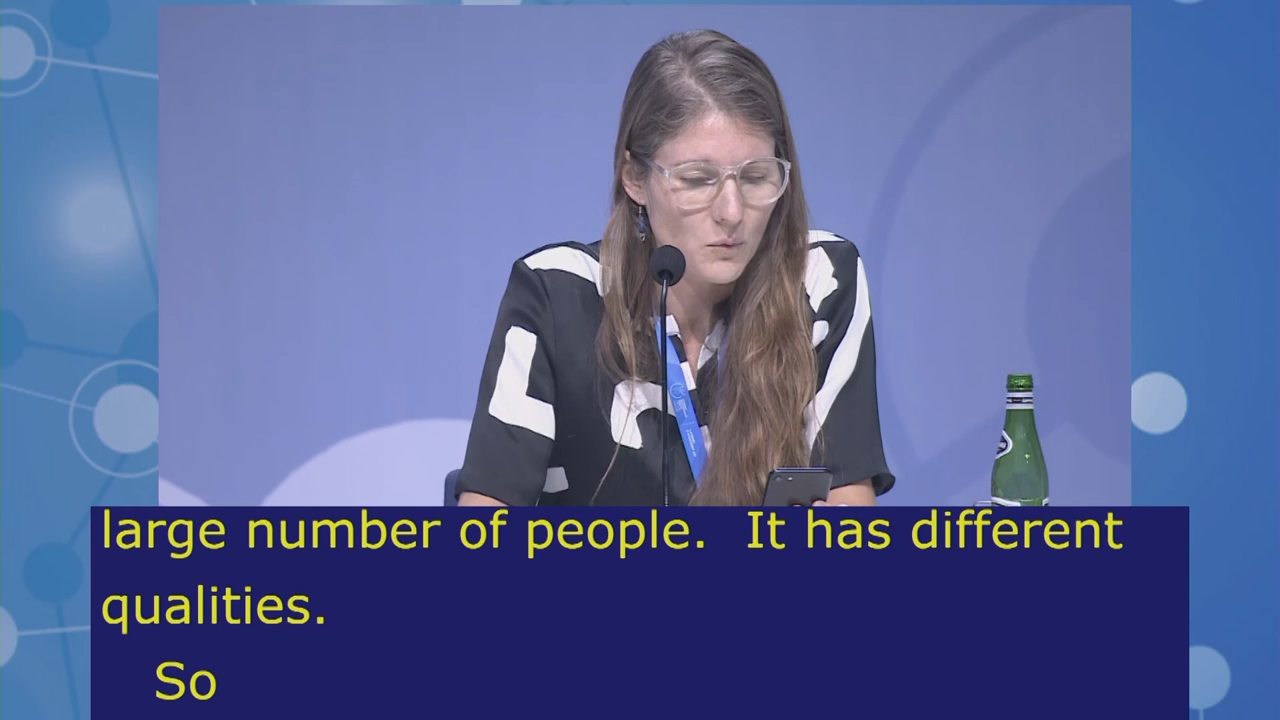 large number of people.  It has different
qualities.
So